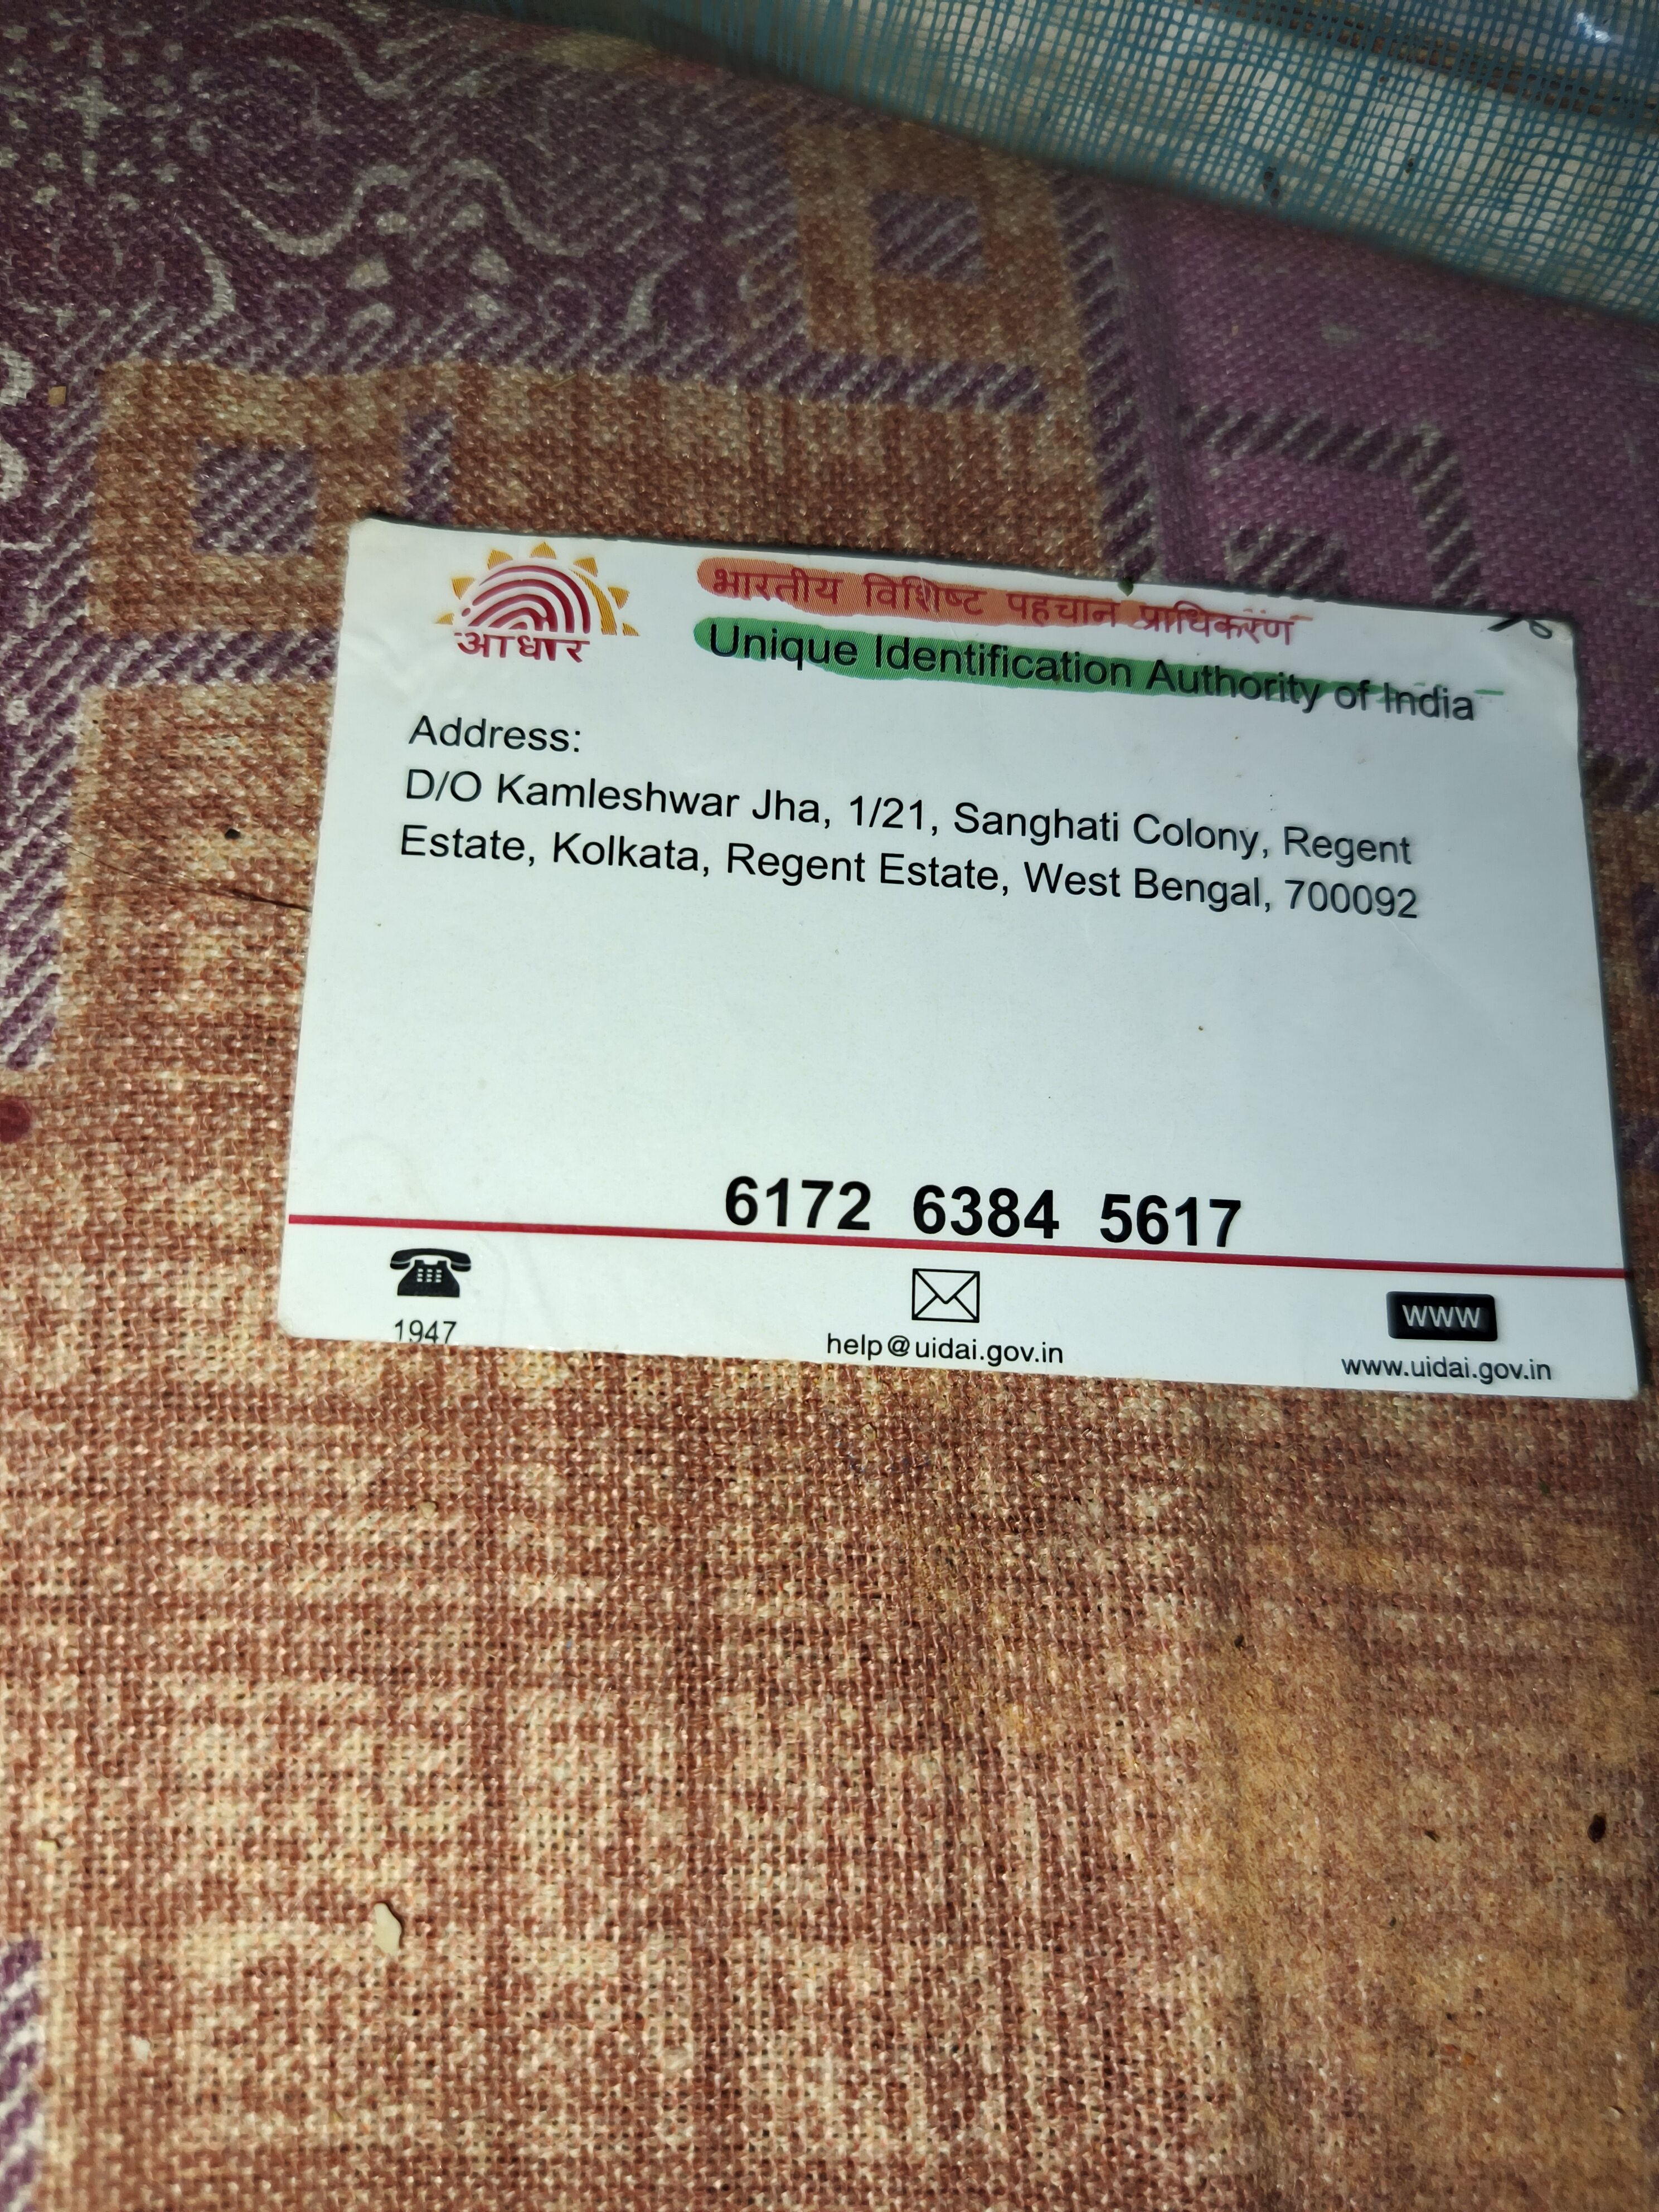 आधार
भारतीय विशिष्ट पहचान प्राधिकरण
Unique Identification Authority of India
Address:
D/O Kamleshwar Jha, 1/21, Sanghati Colony, Regent
Estate, Kolkata, Regent Estate, West Bengal, 700092
6172 6384 5617
1947
help@uidai.gov.in
WWW
www.uidai.gov.in